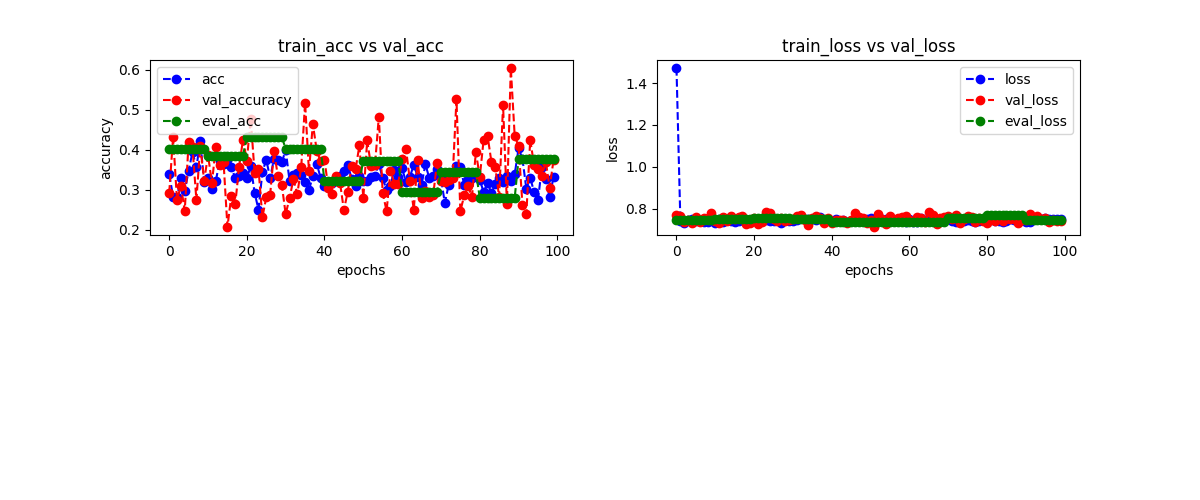 train_acc vs val_acc
accuracy
0.6
0.5
0.4
0.3
0.2
acc
val_accuracy
eval_acc
0
20
40
60
80
100
epochs
train_loss vs val_loss
loss
1.4
1.2
1.0
0.8
loss
val_loss
eval_loss
0
20
40
60
80
100
epochs